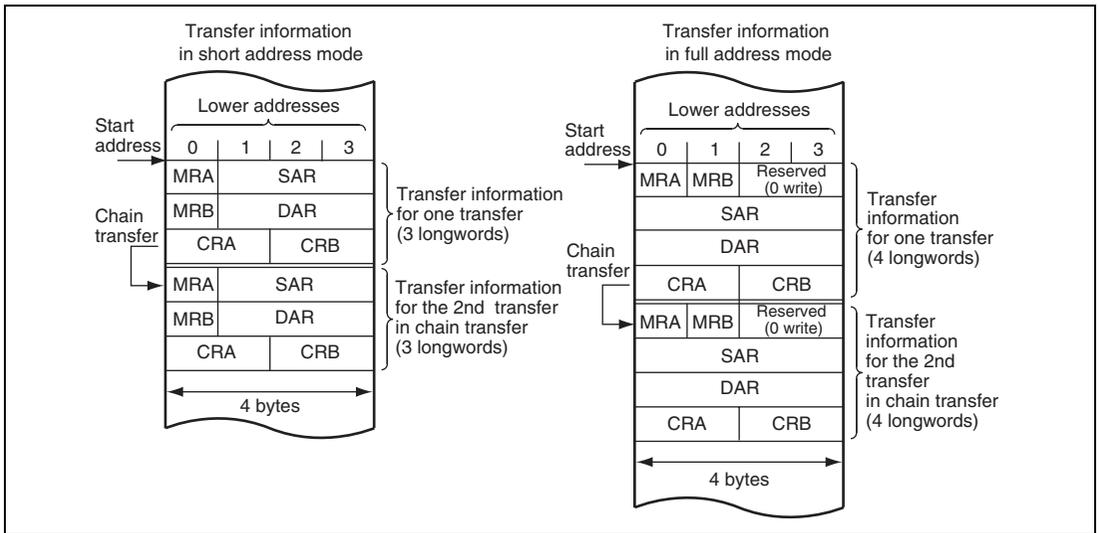 Transfer information
in short address mode
Lower addresses
Start
address
0 1 2 3
MRA SAR
MRB DAR
CRA CRB
Chain
transfer
MRA SAR
MRB DAR
CRA CRB
Transfer information
for one transfer
(3 longwords)
Transfer information
for the 2nd transfer
in chain transfer
(3 longwords)
4 bytes
Transfer information
in full address mode
Lower addresses
Start
address
0 1 2 3
MRA MRB Reserved
(0 write)
SAR
DAR
CRA CRB
Chain
transfer
MRA MRB Reserved
(0 write)
SAR
DAR
CRA CRB
Transfer
information
for one transfer
(4 longwords)
Transfer
information
for the 2nd
transfer
in chain transfer
(4 longwords)
4 bytes